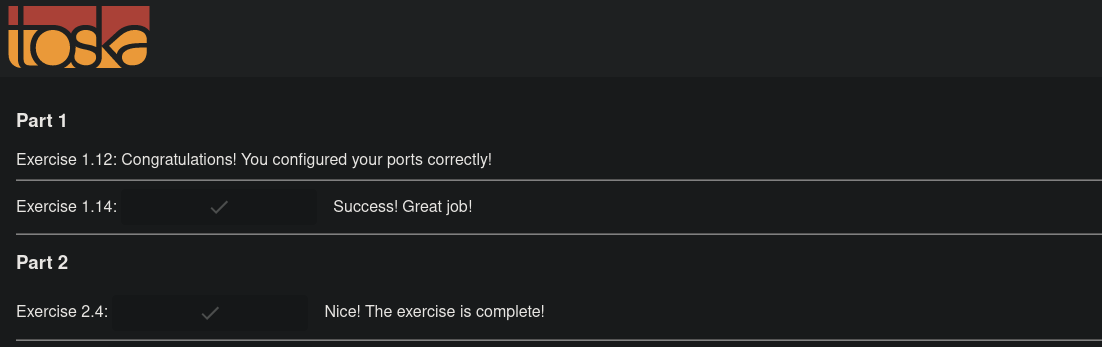 toska
Part 1
Exercise 1.12: Congratulations! You configured your ports correctly!
Exercise 1.14: Success! Great job!
Part 2
Exercise 2.4: Nice! The exercise is complete!